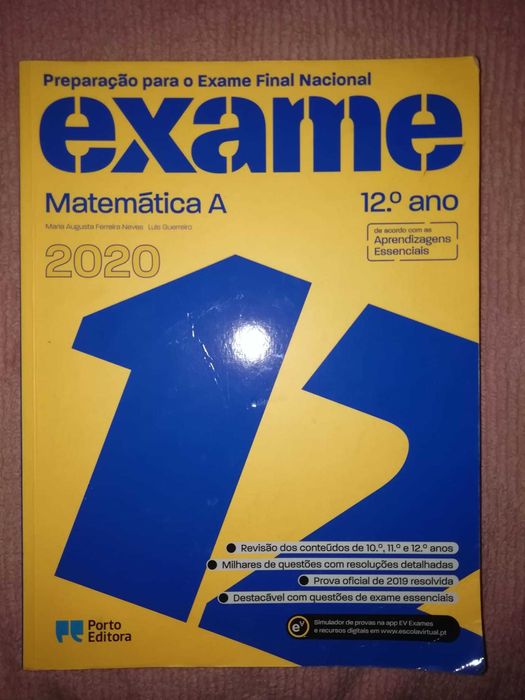 Preparação para o Exame Final Nacional
exame
Matemática A
12.º ano
Maria Augusta Ferreira Neves Luís Guerreiro
de acordo com as
Aprendizagens
Essenciais
2020
12
Revisão dos conteúdos de 10.º, 11.º e 12.º anos
Milhares de questões com resoluções detalhadas
Prova oficial de 2019 resolvida
Destacável com questões de exame essenciais
eV
Simulador de provas na app EV Exames
e recursos digitais em www.escolavirtual.pt
Porto
Editora